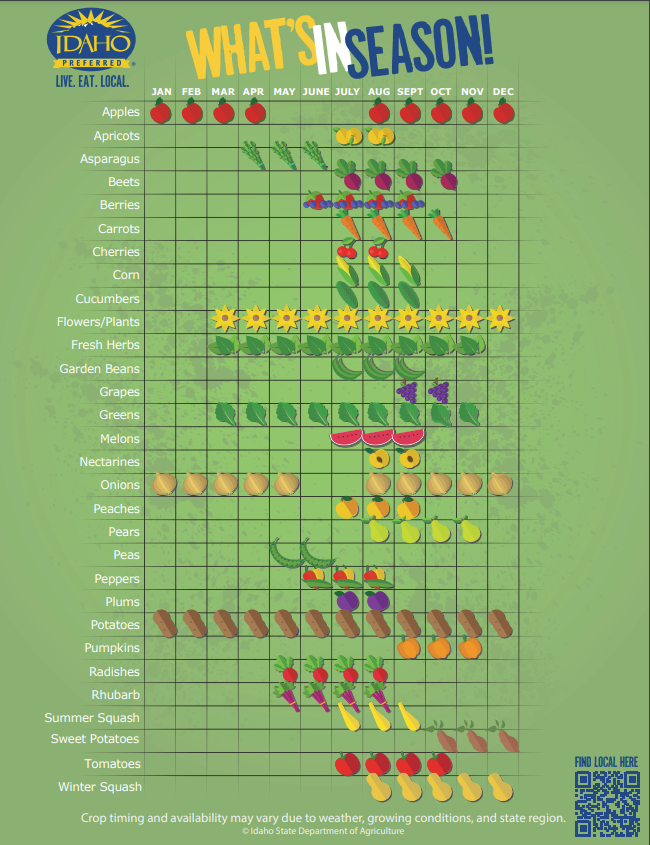 IDAHO
PREFERRED®
LIVE. EAT. LOCAL.
WHAT'S IN SEASON!
JAN FEB MAR APR MAY JUNE JULY AUG SEPT OCT NOV DEC
Apples
Apricots
Asparagus
Beets
Berries
Carrots
Cherries
Corn
Cucumbers
Flowers/Plants
Fresh Herbs
Garden Beans
Grapes
Greens
Melons
Nectarines
Onions
Peaches
Pears
Peas
Peppers
Plums
Potatoes
Pumpkins
Radishes
Rhubarb
Summer Squash
Sweet Potatoes
Tomatoes
Winter Squash
FIND LOCAL HERE
Crop timing and availability may vary due to weather, growing conditions, and state region.
© Idaho State Department of Agriculture